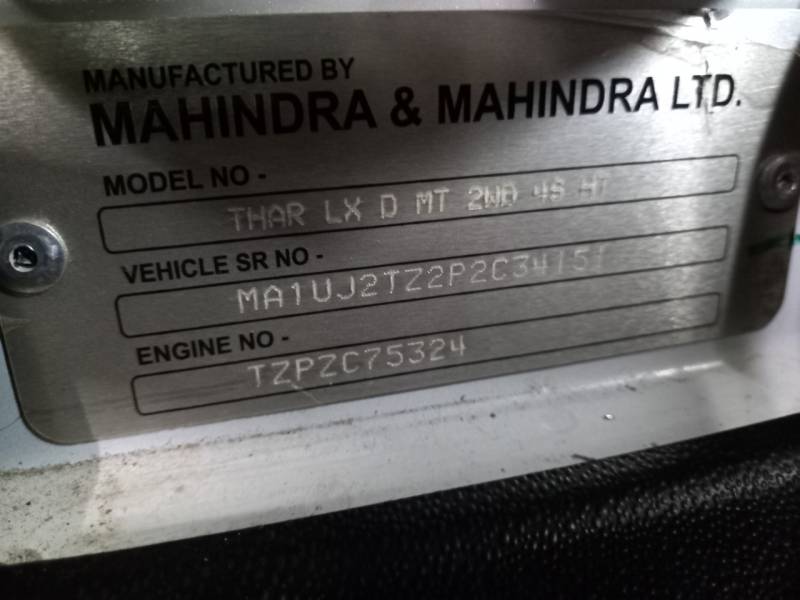 MANUFACTURED BY
MAHINDRA & MAHINDRA LTD.
MODEL NO -
THAR LX D MT 2WD 4S HT
VEHICLE SR NO -
MA1UJ2TZ2P2C34151
ENGINE NO -
TZPZC75324